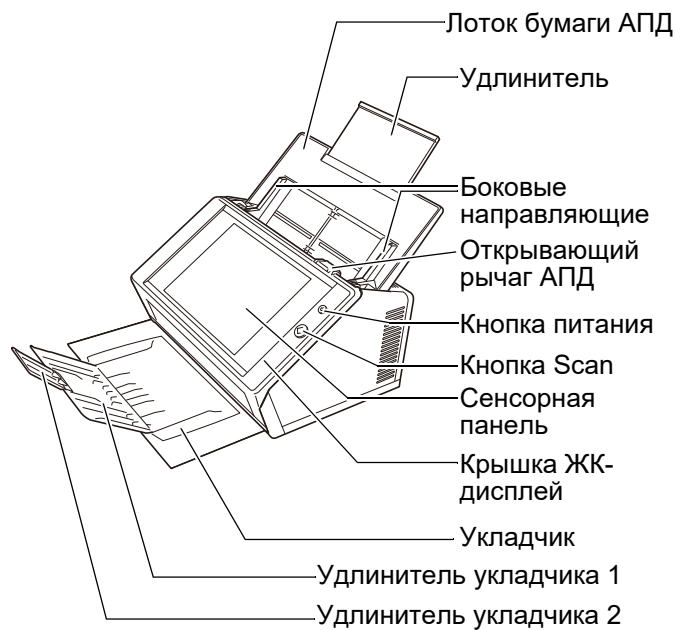 Лоток бумаги АПД
Удлинитель
Боковые
направляющие
Открывающий
рычаг АПД
Кнопка питания
Кнопка Scan
Сенсорная
панель
Крышка ЖК-
дисплей
Укладчик
Удлинитель укладчика 1
Удлинитель укладчика 2